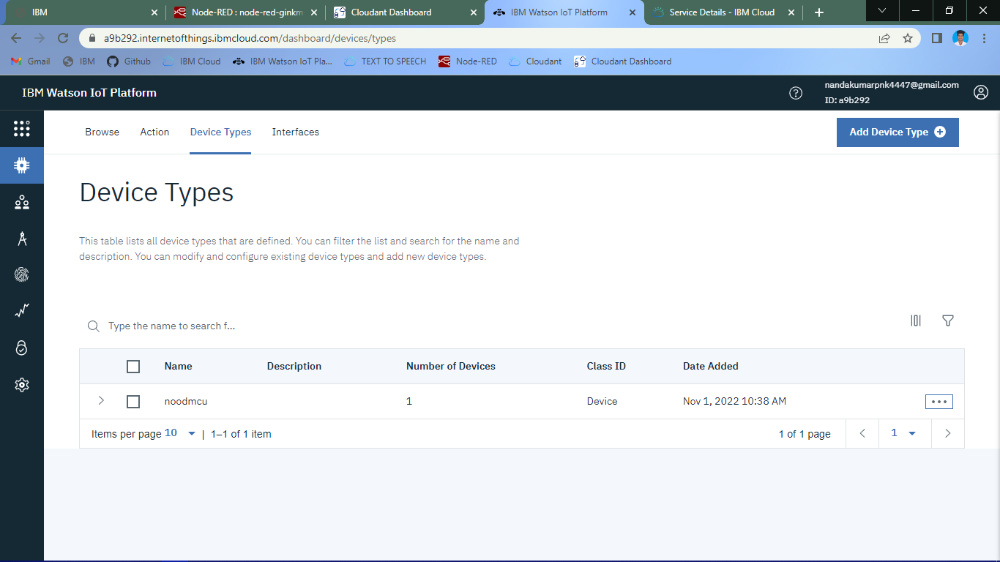 IBM
Node-RED : node-red-ginkm
Cloudant Dashboard
IBM Watson IoT Platform
Service Details - IBM Cloud
a9b292.internetofthings.ibmcloud.com/dashboard/devices/types
Gmail
IBM
Github
IBM Cloud
IBM Watson IoT Pla...
TEXT TO SPEECH
Node-RED
Cloudant
Cloudant Dashboard
IBM Watson IoT Platform
nandakumarpnk4447@gmail.com
ID: a9b292
Browse
Action
Device Types
Interfaces
Add Device Type
Device Types
This table lists all device types that are defined. You can filter the list and search for the name and
description. You can modify and configure existing device types and add new device types.
Type the name to search f...
Name Description Number of Devices Class ID Date Added
noodmcu 1 Device Nov 1, 2022 10:38 AM
Items per page 10 | 1–1 of 1 item
1 of 1 page
1